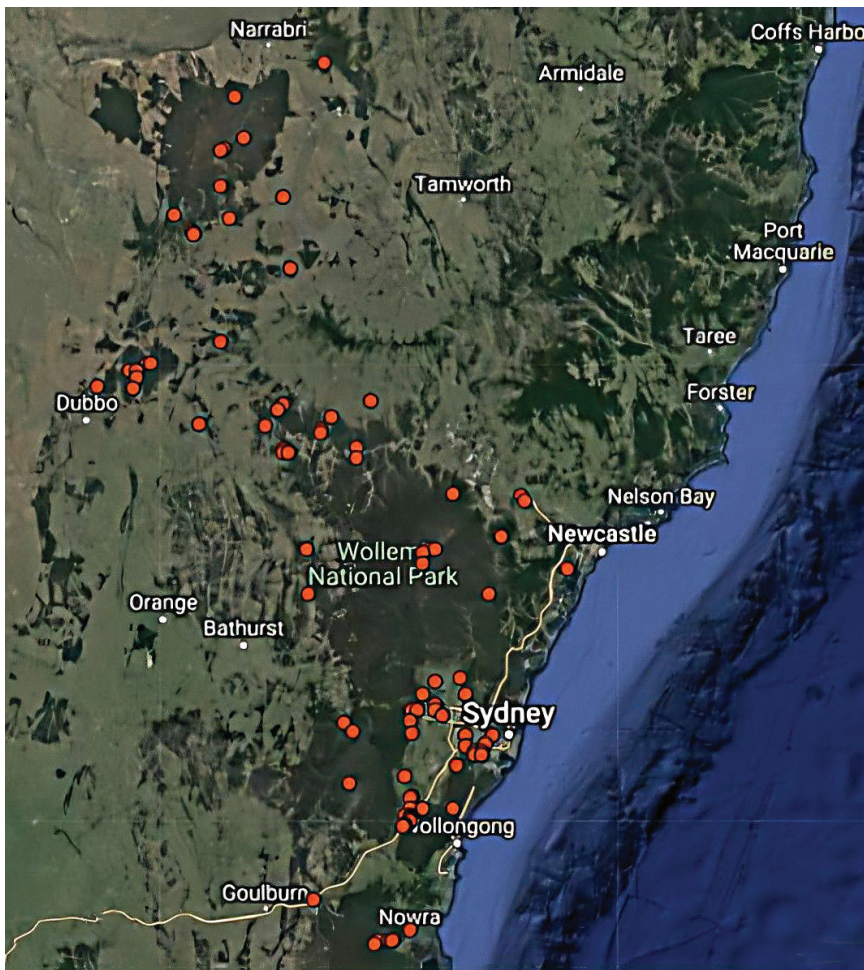 Narrabri
Coffs Harbo
Armidale
Tamworth
Port
Macquarie
Taree
Forster
Dubbo
Nelson Bay
Newcastle
Wollem
National Park
Orange
Bathurst
Sydney
Vollongong
Goulburn
Nowra